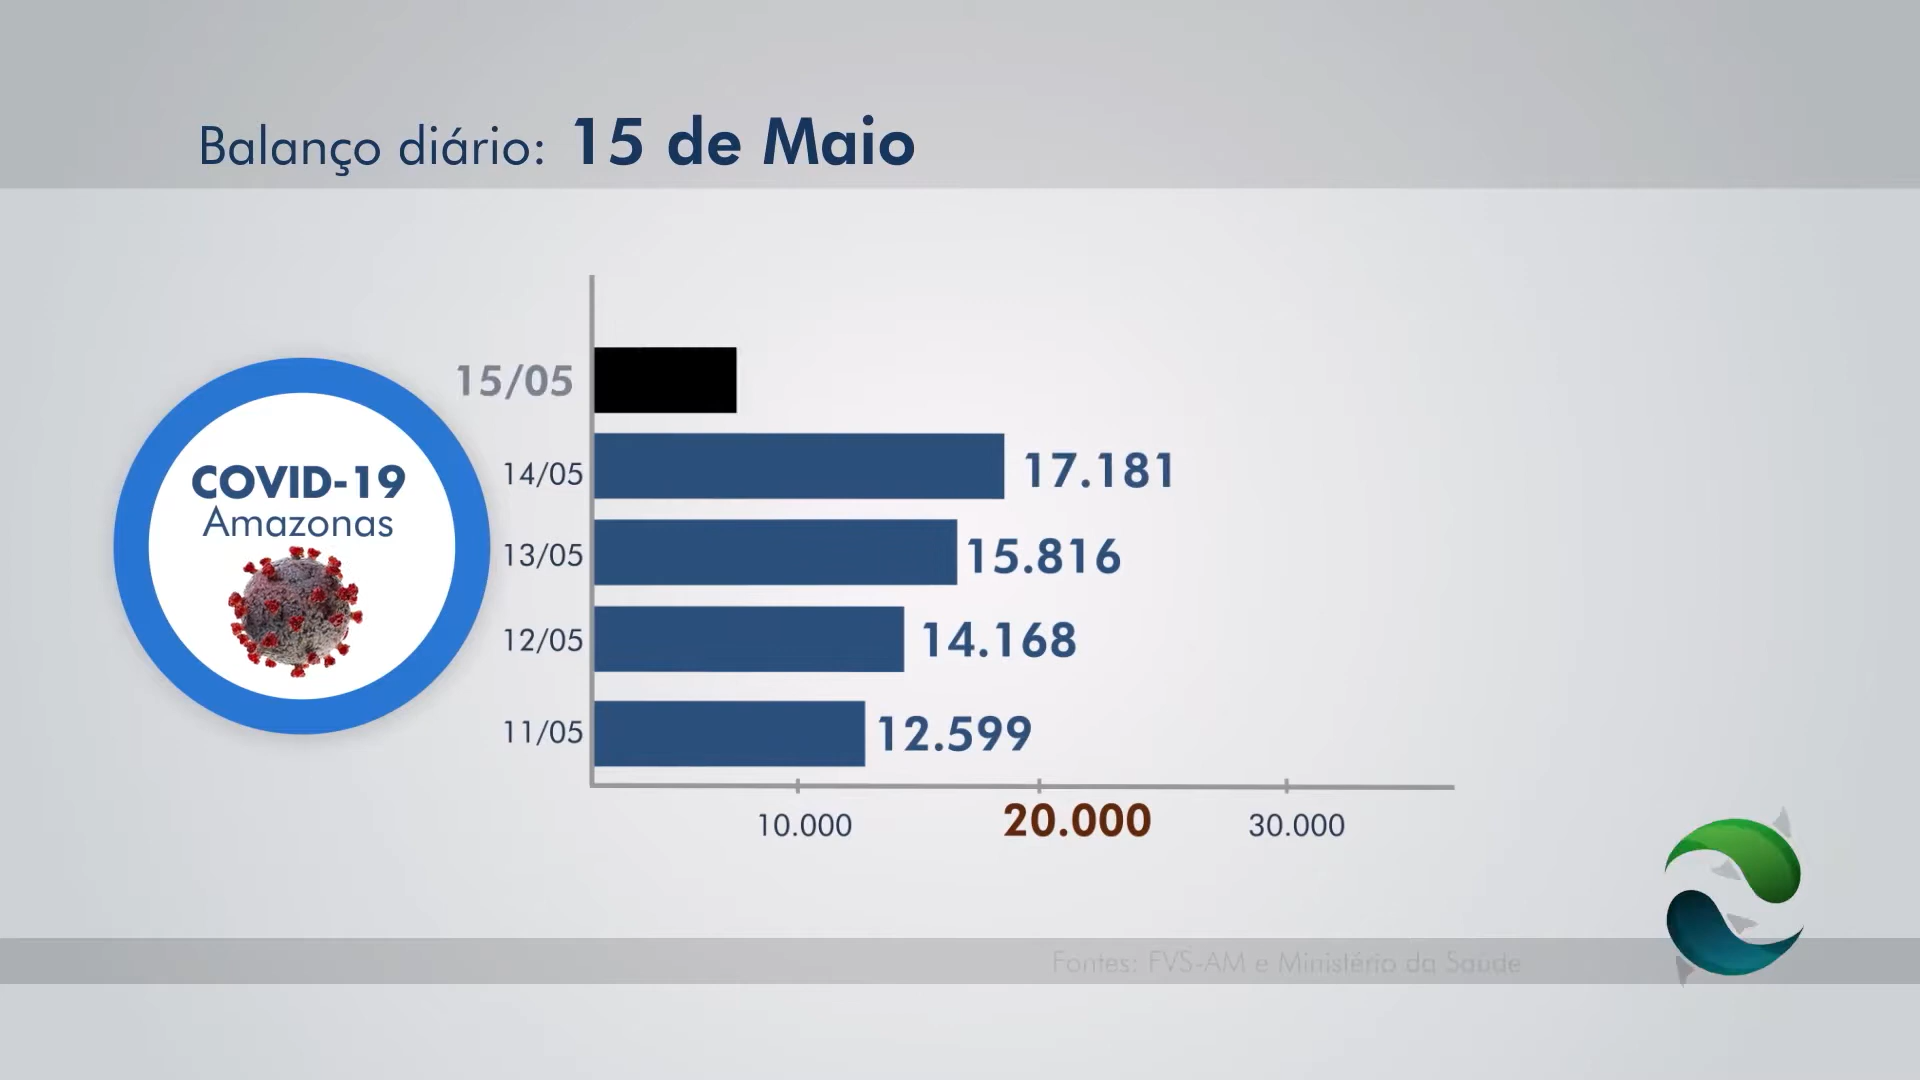 Balanço diário: 15 de Maio
COVID-19
Amazonas
15/05
14/05 17.181
13/05 15.816
12/05 14.168
11/05 12.599
10.000 20.000 30.000
Fontes: FVS-AM e Ministério da Saúde